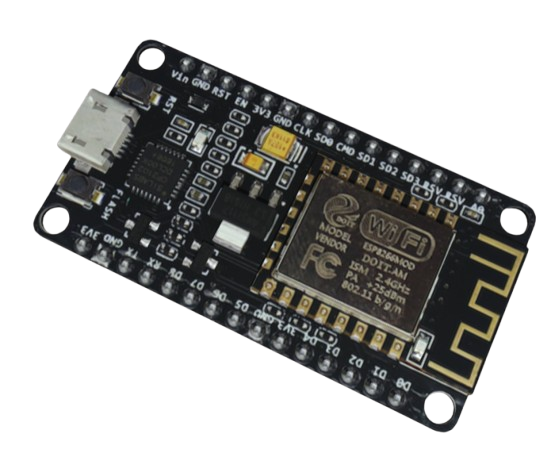 Vin GND RST EN 3V3 GND CLK SD0 CMD SD1 SD2 SD3 RSV RSV A0
RST
FLASH
DOIT
WiFi
MODEL ESP8266MOD
VENDOR DOIT.AM
FC
ISM 2.4GHz
PA +25dBm
802.11b/g/n
3V3 GND TX RX D8 D7 D6 D5 GND 3V3 D4 D3 D2 D1 D0